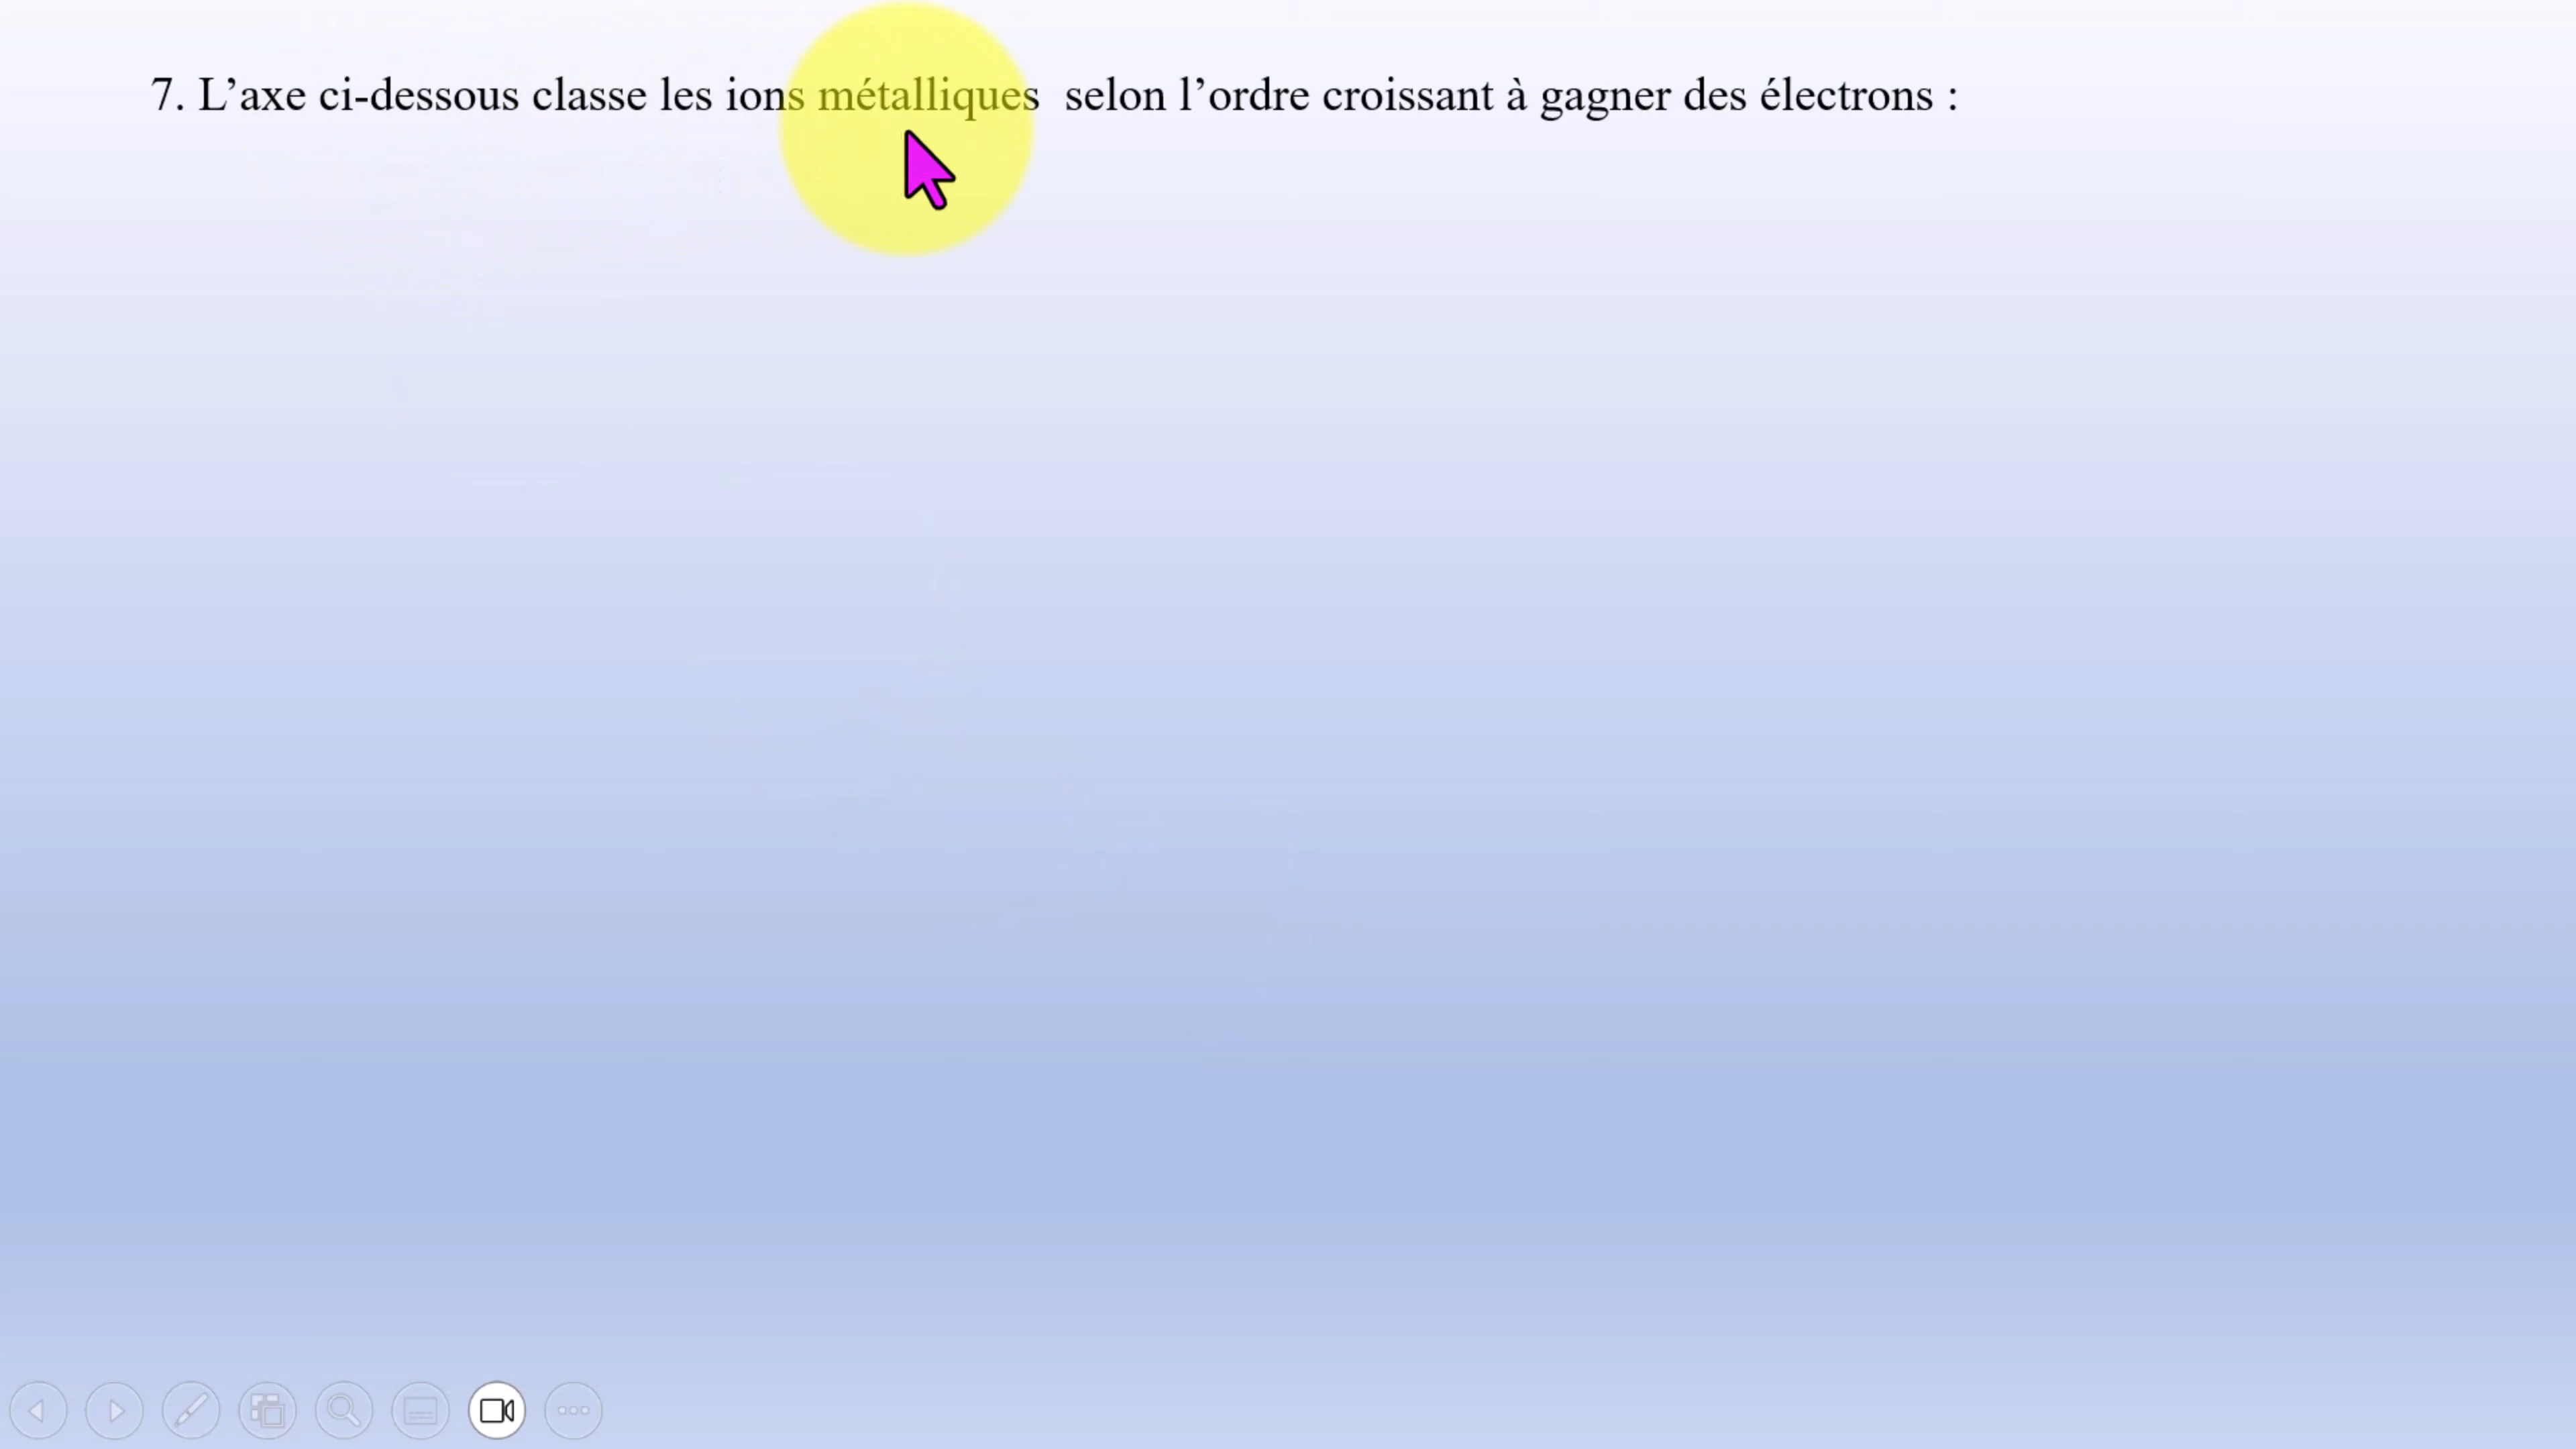 7. L’axe ci-dessous classe les ions métalliques  selon l’ordre croissant à gagner des électrons :